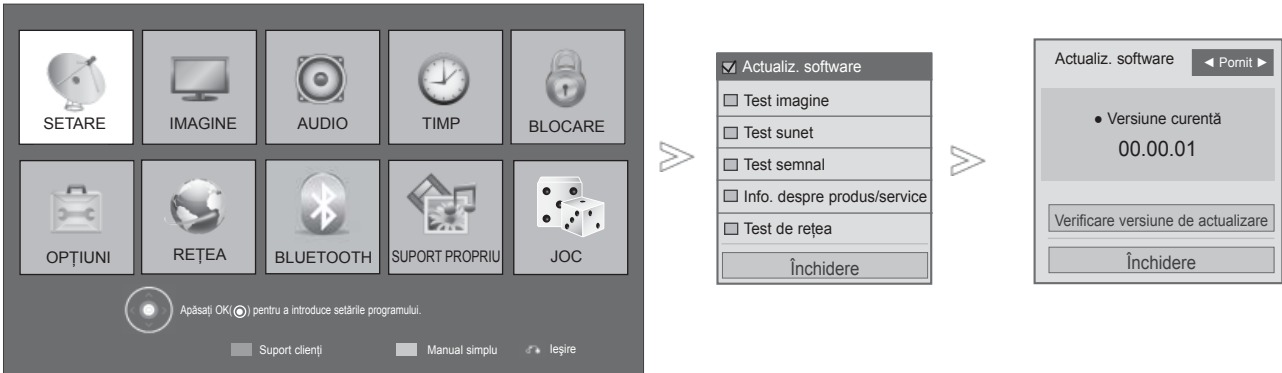 SETARE
IMAGINE
AUDIO
TIMP
BLOCARE
OPȚIUNI
REȚEA
BLUETOOTH
SUPORT PROPRIU
JOC
Apăsați OK(◉) pentru a introduce setările programului.
Suport clienți
Manual simplu
Ieşire
Actualiz. software
Test imagine
Test sunet
Test semnal
Info. despre produs/service
Test de rețea
Închidere
Actualiz. software
◄ Pornit ►
● Versiune curentă
00.00.01
Verificare versiune de actualizare
Închidere